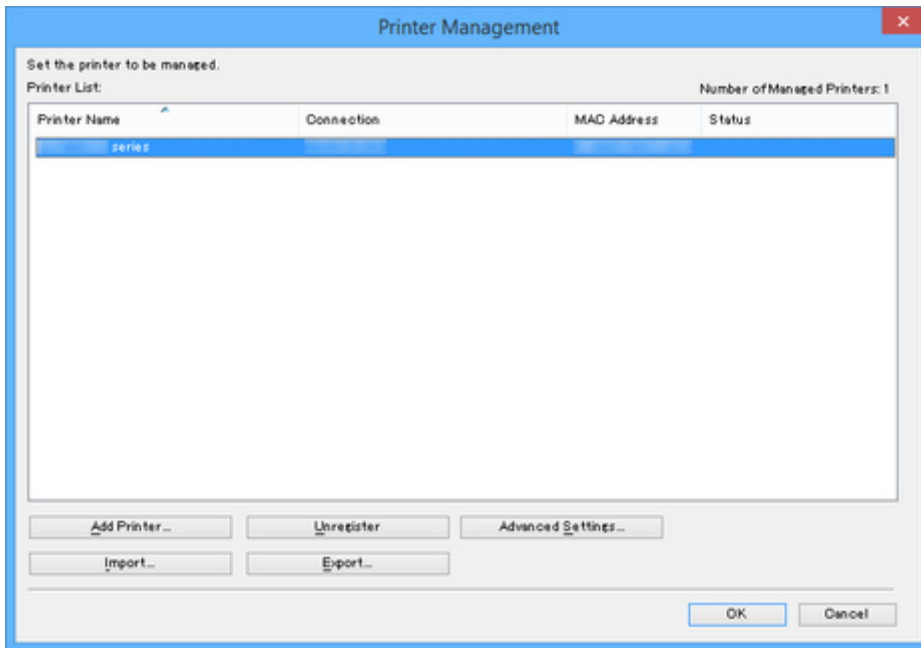 Printer Management
Set the printer to be managed.
Printer List:
Number of Managed Printers: 1
Printer Name Connection MAC Address Status
series
Add Printer... Unregister Advanced Settings...
Import... Export...
OK Cancel